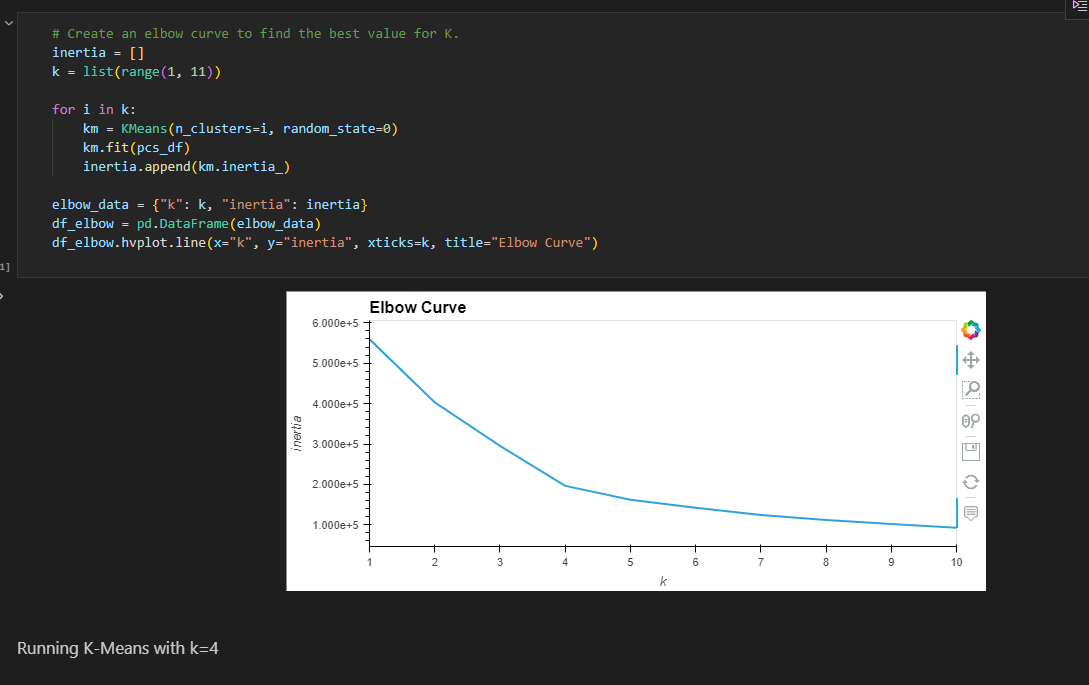 # Create an elbow curve to find the best value for K.
inertia = []
k = list(range(1, 11))
for i in k:
    km = KMeans(n_clusters=i, random_state=0)
    km.fit(pcs_df)
    inertia.append(km.inertia_)
elbow_data = {"k": k, "inertia": inertia}
df_elbow = pd.DataFrame(elbow_data)
df_elbow.hvplot.line(x="k", y="inertia", xticks=k, title="Elbow Curve")
1]
Elbow Curve
6.000e+5
5.000e+5
4.000e+5
3.000e+5
2.000e+5
1.000e+5
inertia
1 2 3 4 5 6 7 8 9 10
k
Running K-Means with k=4